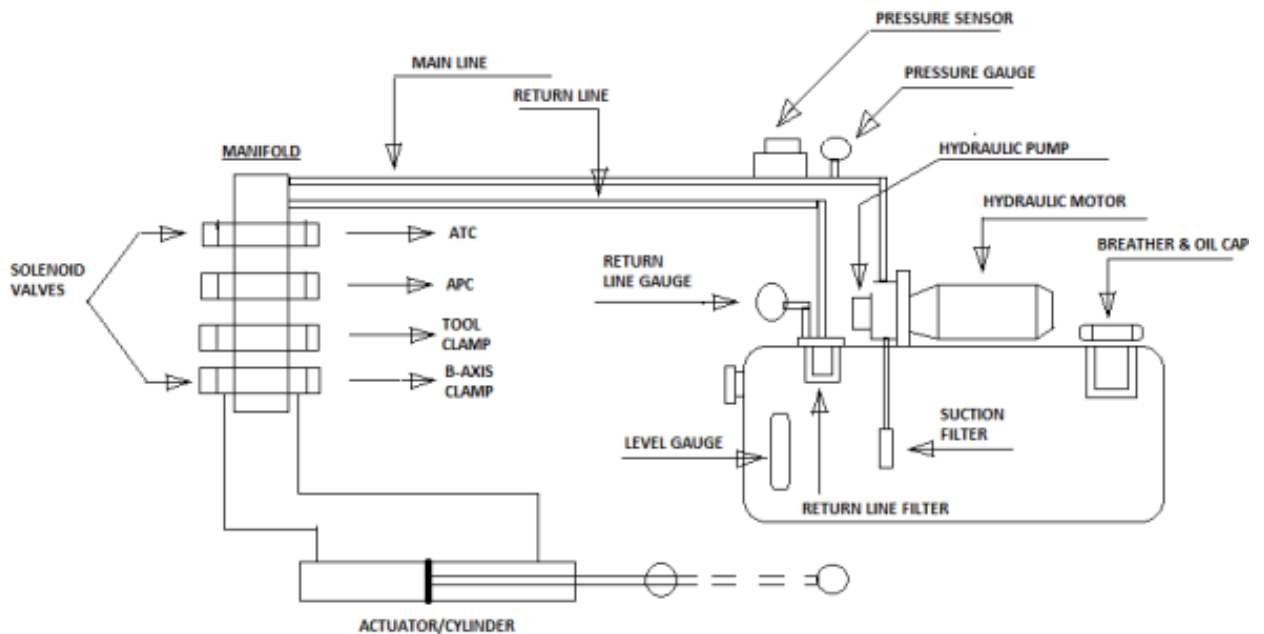 PRESSURE SENSOR
MAIN LINE
PRESSURE GAUGE
RETURN LINE
MANIFOLD
HYDRAULIC PUMP
HYDRAULIC MOTOR
ATC
BREATHER & OIL CAP
SOLENOID
VALVES
RETURN
LINE GAUGE
APC
TOOL
CLAMP
B-AXIS
CLAMP
SUCTION
FILTER
LEVEL GAUGE
RETURN LINE FILTER
ACTUATOR/CYLINDER